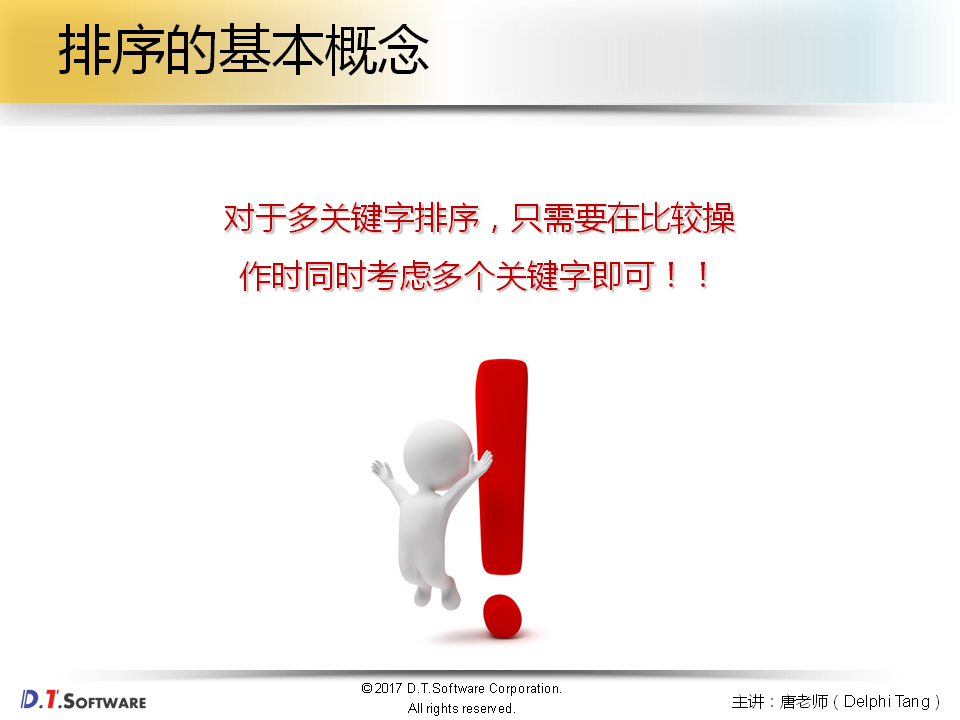 排序的基本概念
对于多关键字排序，只需要在比较操
作时同时考虑多个关键字即可！！
D.T.SOFTWARE
©2017 D.T.Software Corporation.
All rights reserved.
主讲：唐老师（Delphi Tang）